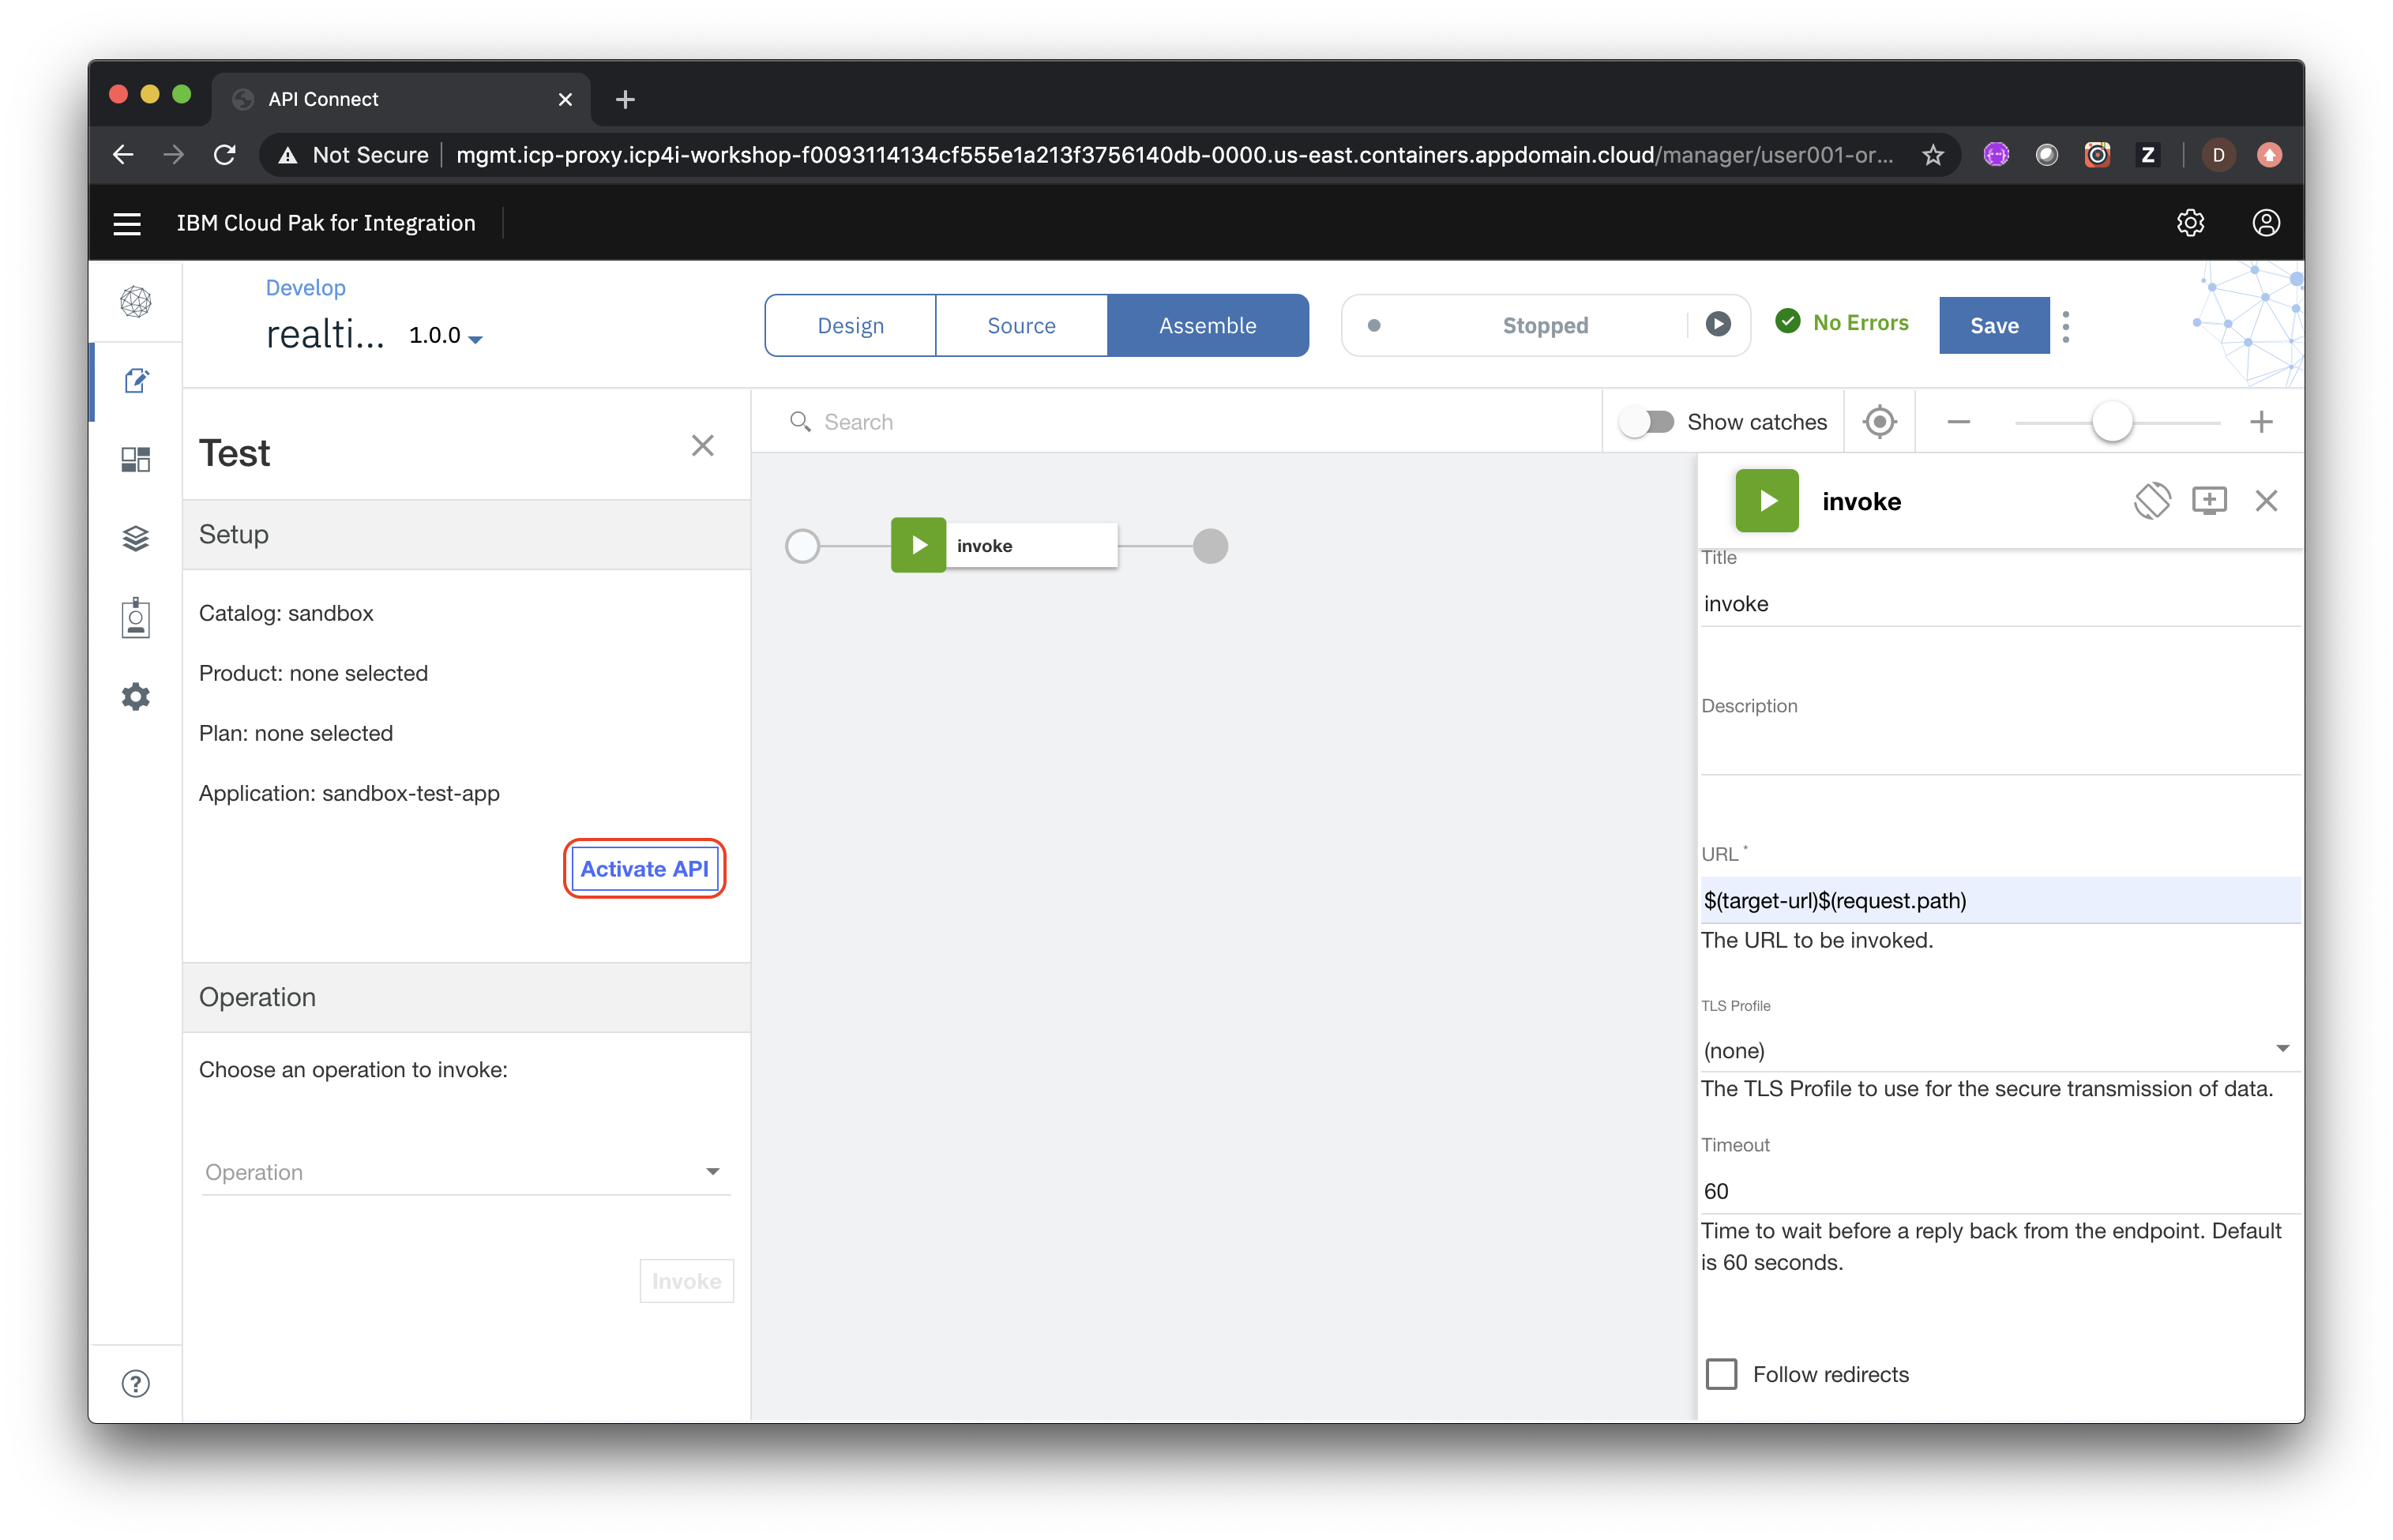 API Connect
Not Secure
mgmt.icp-proxy.icp4i-workshop-f0093114134cf555e1a213f3756140db-0000.us-east.containers.appdomain.cloud/manager/user001-or...
Z
D
IBM Cloud Pak for Integration
Develop
realti... 1.0.0
Design
Source
Assemble
Stopped
No Errors
Save
Test
Setup
Catalog: sandbox
Product: none selected
Plan: none selected
Application: sandbox-test-app
Activate API
Operation
Choose an operation to invoke:
Operation
Invoke
Search
Show catches
invoke
invoke
Title
invoke
Description
URL *
$(target-url)$(request.path)
The URL to be invoked.
TLS Profile
(none)
The TLS Profile to use for the secure transmission of data.
Timeout
60
Time to wait before a reply back from the endpoint. Default
is 60 seconds.
Follow redirects
?